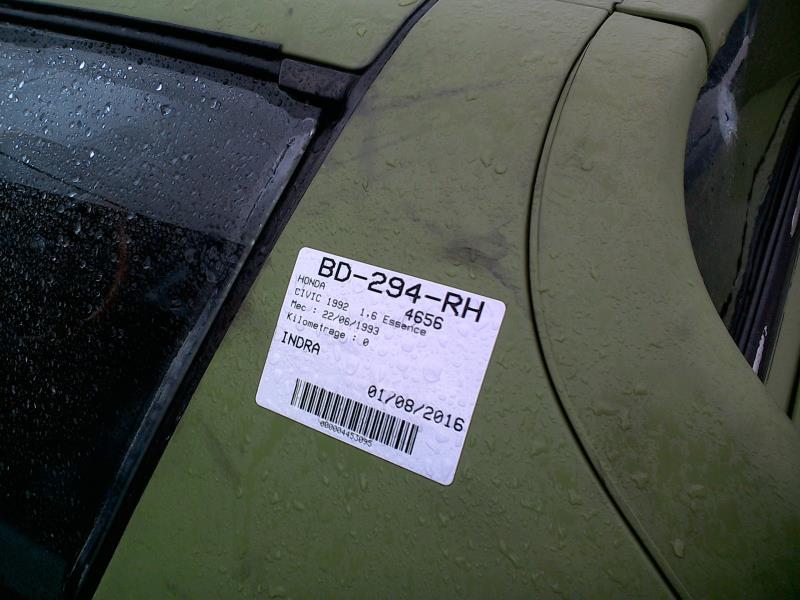 BD-294-RH
HONDA
4656
CIVIC 1992 1,6 Essence
Mec : 22/06/1993
Kilometrage : 0
INDRA
01/08/2016
000004453095